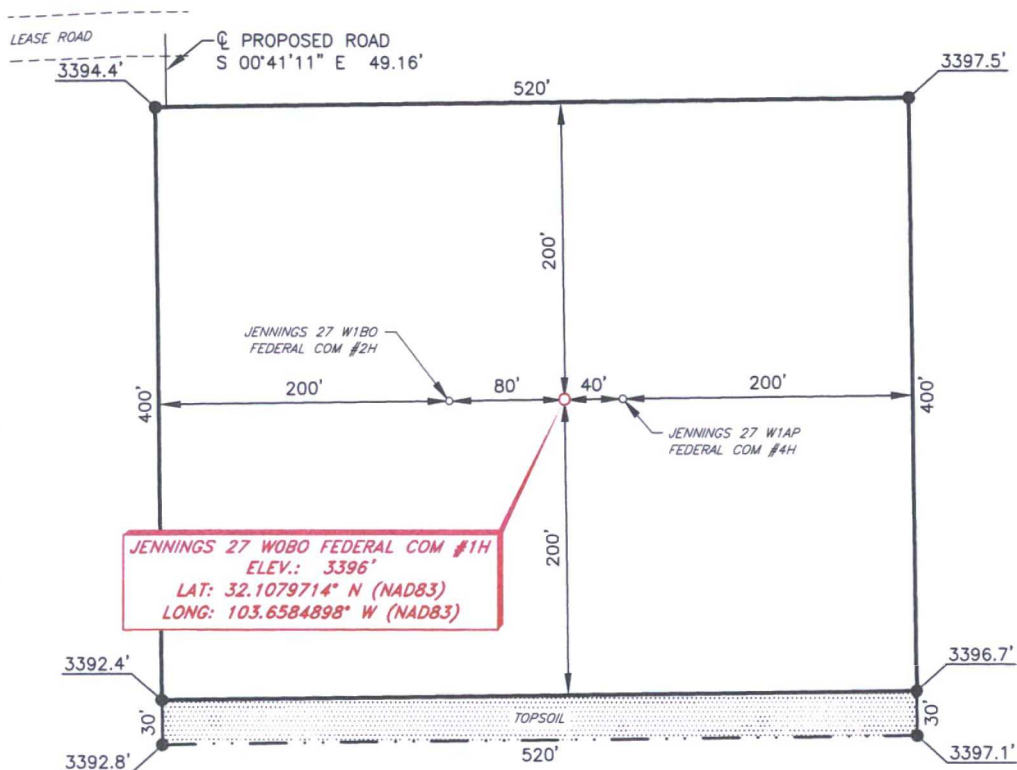 LEASE ROAD
℄ PROPOSED ROAD
S 00°41'11" E 49.16'
3394.4'
3397.5'
520'
200'
JENNINGS 27 W1BO
FEDERAL COM #2H
400'
200'
80'
40'
200'
400'
JENNINGS 27 W1AP
FEDERAL COM #4H
200'
JENNINGS 27 W0BO FEDERAL COM #1H
ELEV.: 3396'
LAT: 32.1079714° N (NAD83)
LONG: 103.6584898° W (NAD83)
3392.4'
3396.7'
30'
TOPSOIL
30'
3392.8'
520'
3397.1'